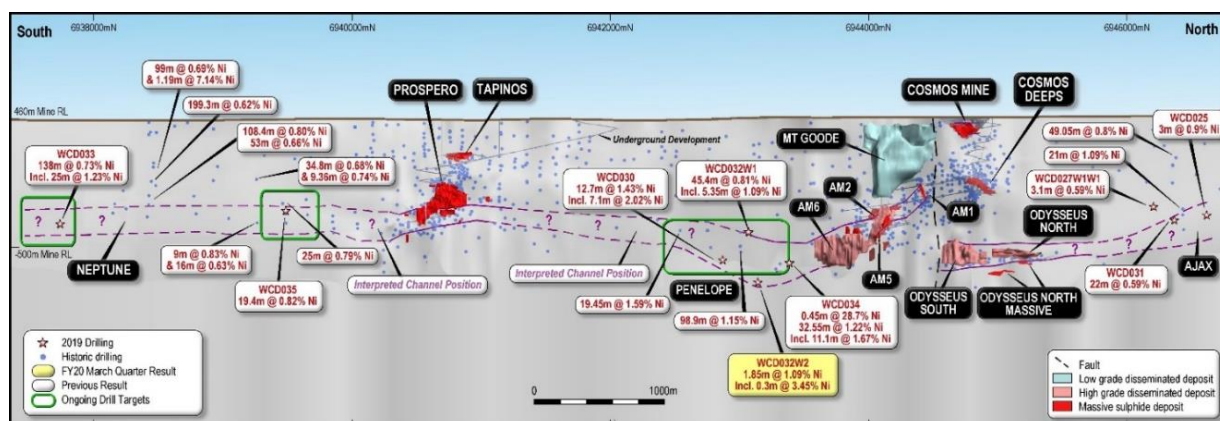 South
6938000mN
6940000mN
6942000mN
6944000mN
6946000mN
North
99m @ 0.69% Ni
& 1.19m @ 7.14% Ni
199.3m @ 0.62% Ni
PROSPERO
TAPINOS
COSMOS MINE
COSMOS
DEEPS
460m Mine RL
108.4m @ 0.80% Ni
53m @ 0.66% Ni
Underground Development
MT GOODE
WCD025
3m @ 0.9% Ni
49.05m @ 0.8% Ni
WCD033
138m @ 0.73% Ni
Incl. 25m @ 1.23% Ni
34.8m @ 0.68% Ni
& 9.36m @ 0.74% Ni
WCD030
12.7m @ 1.43% Ni
Incl. 7.1m @ 2.02% Ni
WCD032W1
45.4m @ 0.81% Ni
Incl. 5.35m @ 1.09% Ni
21m @ 1.09% Ni
WCD027W1W1
3.1m @ 0.59% Ni
AM2
AM6
AM1
ODYSSEUS
NORTH
?
?
?
?
?
?
?
?
-500m Mine RL
NEPTUNE
9m @ 0.83% Ni
& 16m @ 0.63% Ni
25m @ 0.79% Ni
WCD035
19.4m @ 0.82% Ni
Interpreted Channel Position
Interpreted Channel Position
19.45m @ 1.59% Ni
PENELOPE
98.9m @ 1.15% Ni
AM5
WCD034
0.45m @ 28.7% Ni
32.55m @ 1.22% Ni
Incl. 11.1m @ 1.67% Ni
ODYSSEUS
SOUTH
ODYSSEUS NORTH
MASSIVE
WCD031
22m @ 0.59% Ni
AJAX
WCD032W2
1.85m @ 1.09% Ni
Incl. 0.3m @ 3.45% Ni
2019 Drilling
Historic drilling
FY20 March Quarter Result
Previous Result
Ongoing Drill Targets
0
1000m
Fault
Low grade disseminated deposit
High grade disseminated deposit
Massive sulphide deposit